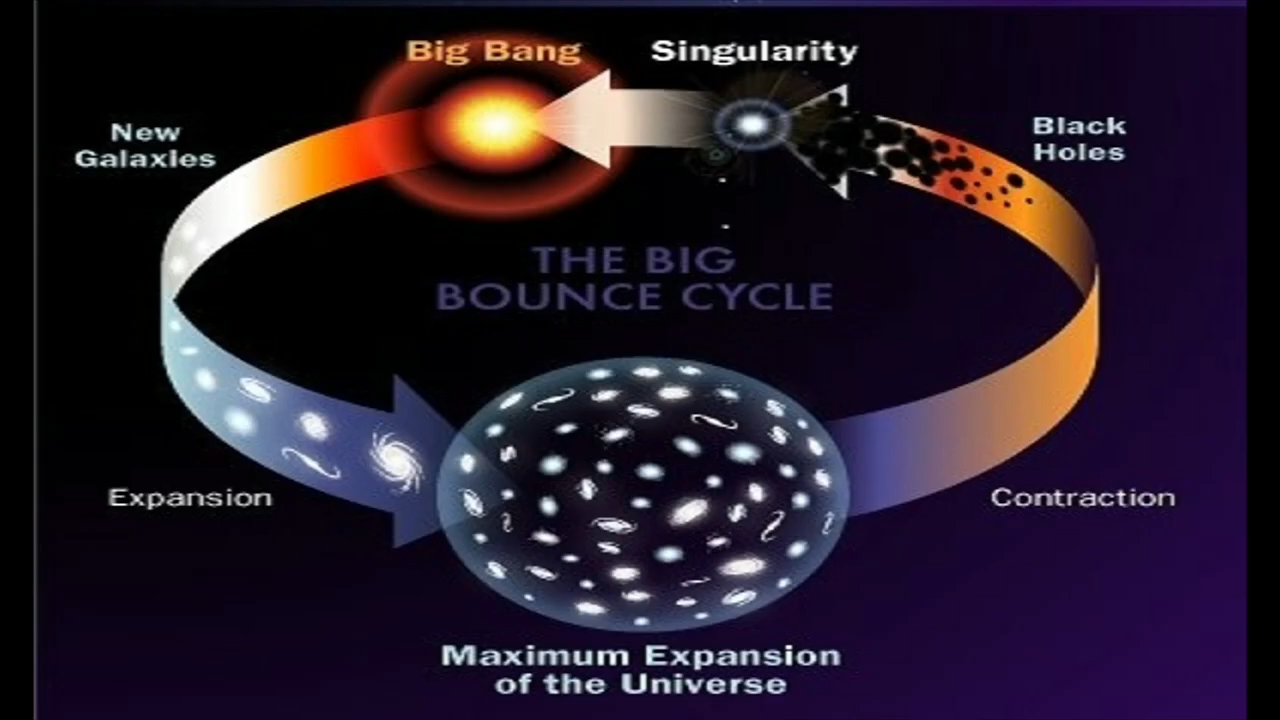 Big Bang
Singularity
New
Galaxies
Black
Holes
THE BIG
BOUNCE CYCLE
Expansion
Contraction
Maximum Expansion
of the Universe